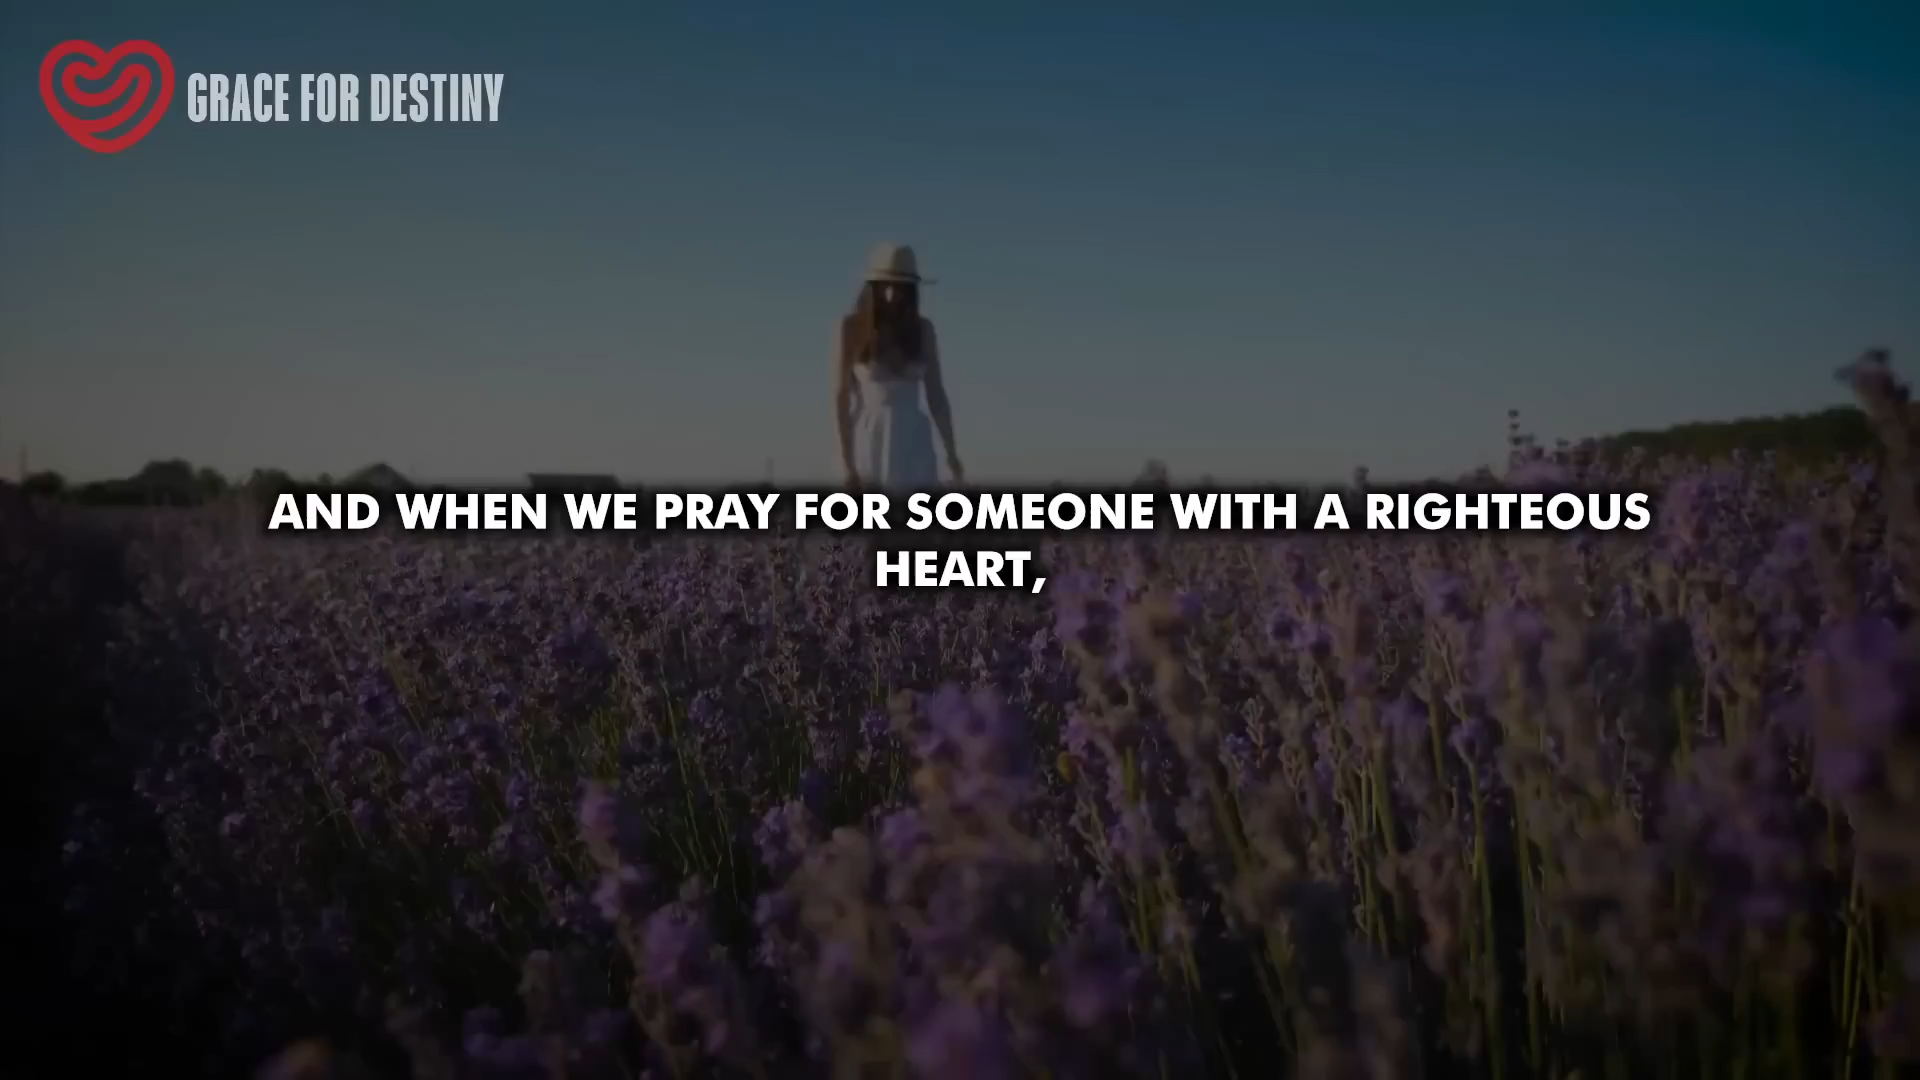 GRACE FOR DESTINY
AND WHEN WE PRAY FOR SOMEONE WITH A RIGHTEOUS
HEART,